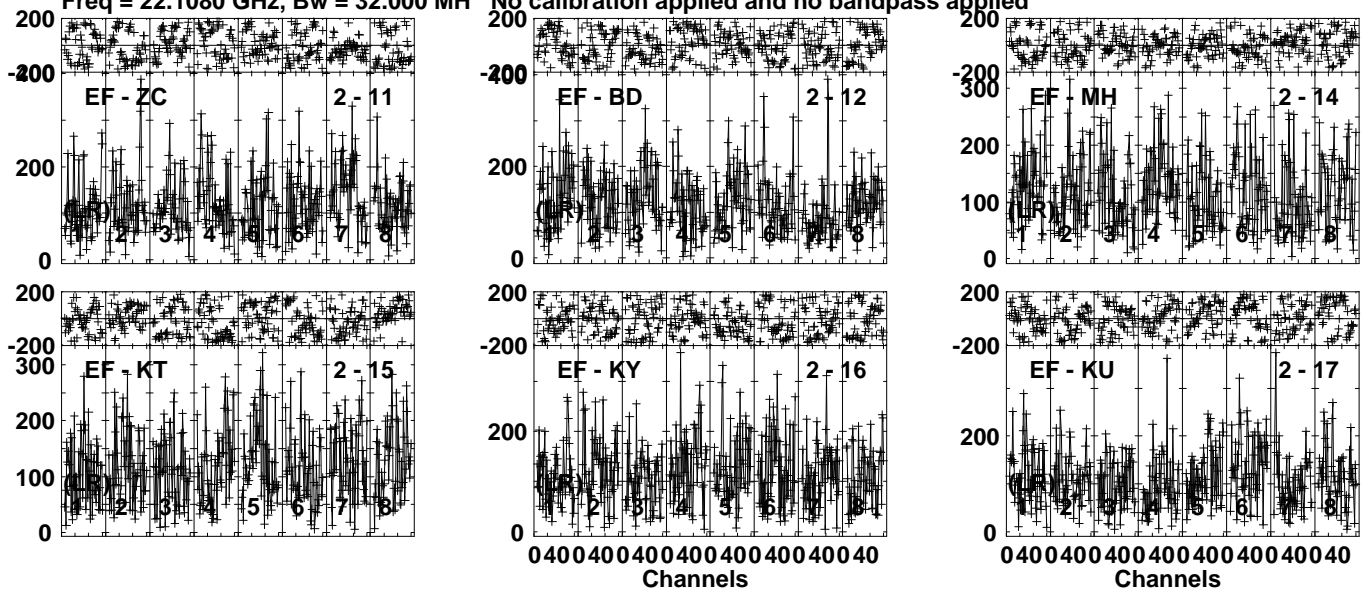 Freq = 22.1080 GHz, Bw = 32.000 MH No calibration applied and no bandpass applied
200 200 200
-200 -200 -200
400 400 300
EF - ZC 2 - 11 EF - BD 2 - 12 EF - MH 2 - 14
200 200 200
100
(LR) (LR) (LR)
1 2 3 4 5 6 7 8 1 2 3 4 5 6 7 8 1 2 3 4 5 6 7 8
0 0 0
200 200 200
-200 -200 -200
300
EF - KT 2 - 15 EF - KY 2 - 16 EF - KU 2 - 17
200 200 200
100
(LR) (LR) (LR)
1 2 3 4 5 6 7 8 1 2 3 4 5 6 7 8 1 2 3 4 5 6 7 8
0 0 0
0 40 0 40 0 40 0 40 0 40 0 40 0 40 0 40 0 40 0 40 0 40 0 40 0 40 0 40 0 40 0 40
Channels Channels